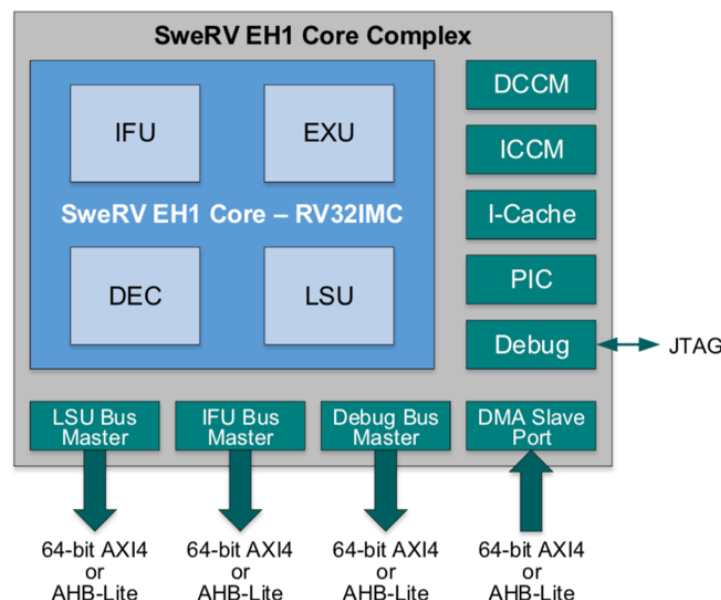 SweRV EH1 Core Complex
IFU
EXU
SweRV EH1 Core – RV32IMC
DEC
LSU
DCCM
ICCM
I-Cache
PIC
Debug
JTAG
LSU Bus
Master
IFU Bus
Master
Debug Bus
Master
DMA Slave
Port
64-bit AXI4
or
AHB-Lite
64-bit AXI4
or
AHB-Lite
64-bit AXI4
or
AHB-Lite
64-bit AXI4
or
AHB-Lite